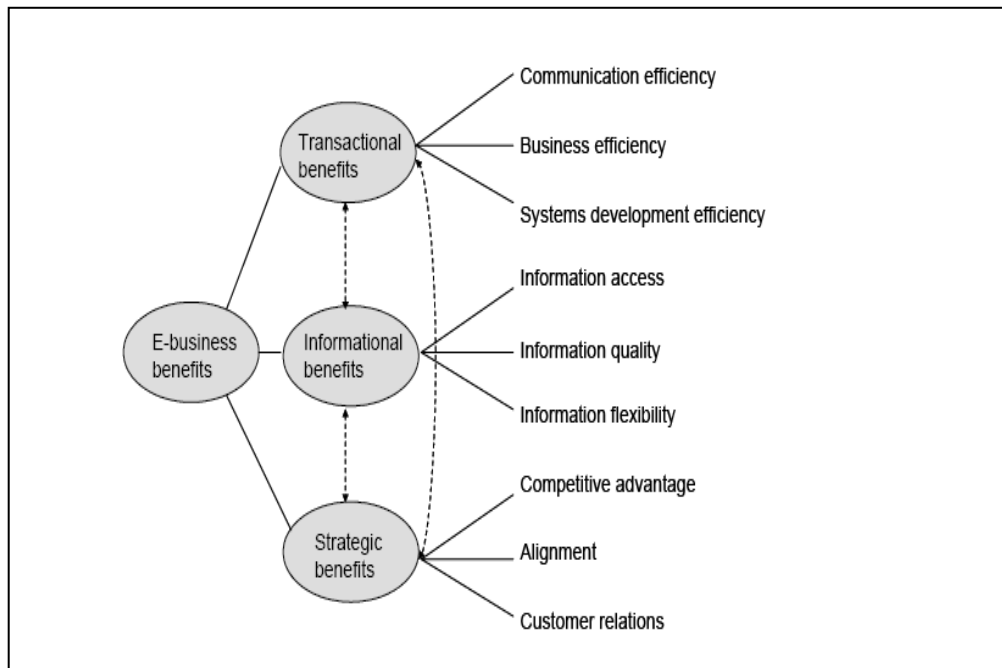 Communication efficiency
Transactional
benefits
Business efficiency
Systems development efficiency
Information access
E-business
benefits
Informational
benefits
Information quality
Information flexibility
Competitive advantage
Strategic
benefits
Alignment
Customer relations